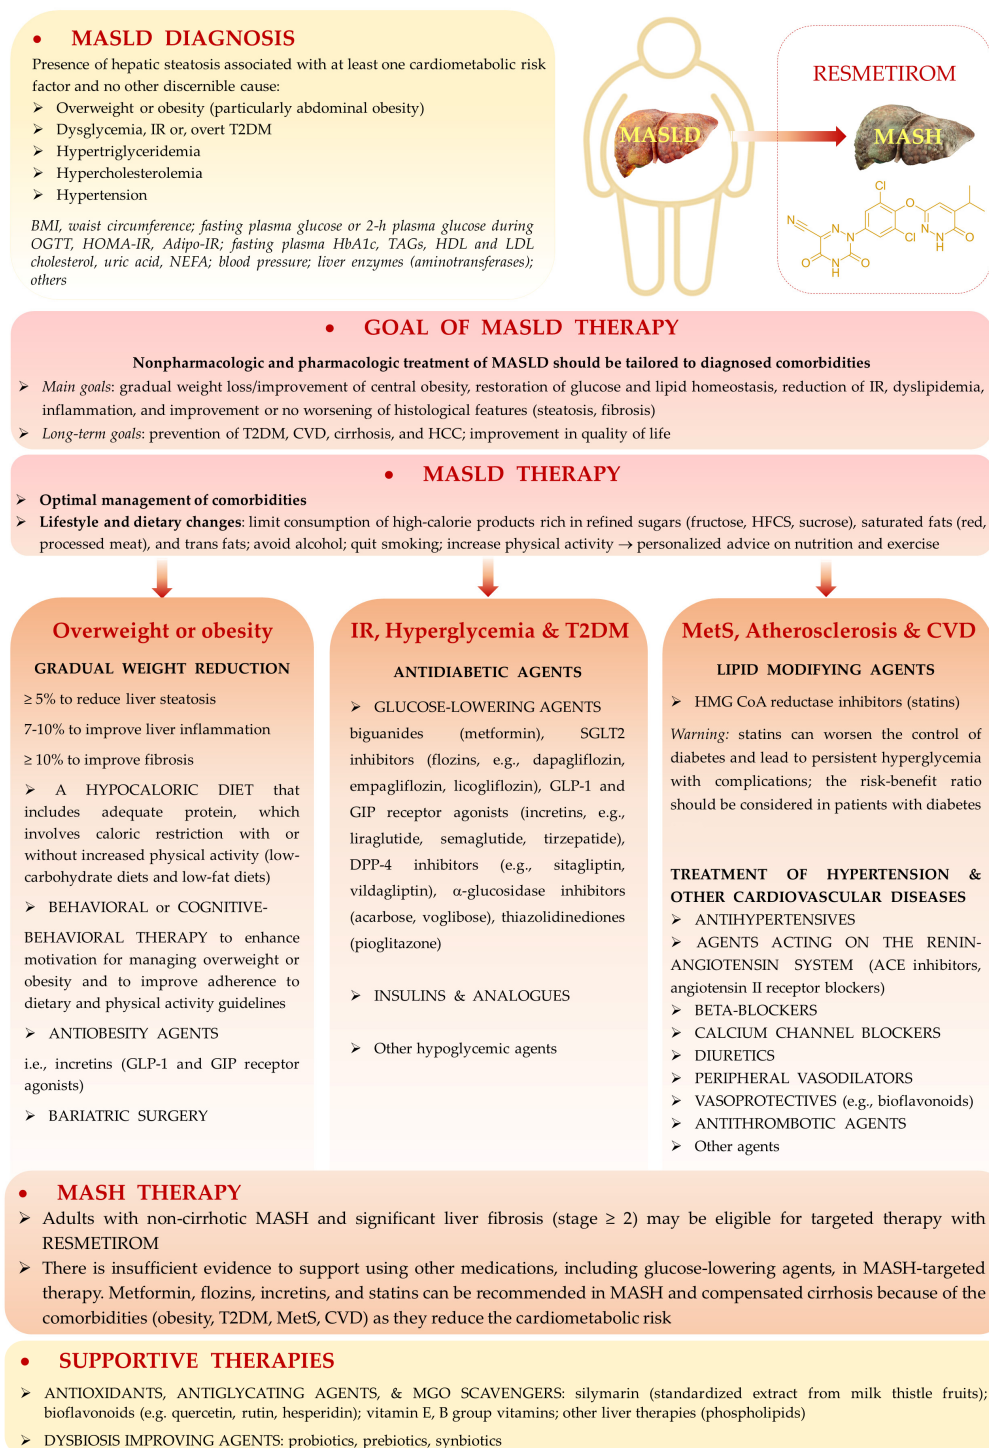 • MASLD DIAGNOSIS
Presence of hepatic steatosis associated with at least one cardiometabolic risk
factor and no other discernible cause:
➢ Overweight or obesity (particularly abdominal obesity)
➢ Dysglycemia, IR or, overt T2DM
➢ Hypertriglyceridemia
➢ Hypercholesterolemia
➢ Hypertension
BMI, waist circumference; fasting plasma glucose or 2-h plasma glucose during
OGTT, HOMA-IR, Adipo-IR; fasting plasma HbA1c, TAGs, HDL and LDL
cholesterol, uric acid, NEFA; blood pressure; liver enzymes (aminotransferases);
others
RESMETIROM
MASLD
MASH
Cl
O
N
N
N
Cl
N
N
H
O
O
N
H
O
• GOAL OF MASLD THERAPY
Nonpharmacologic and pharmacologic treatment of MASLD should be tailored to diagnosed comorbidities
➢ Main goals: gradual weight loss/improvement of central obesity, restoration of glucose and lipid homeostasis, reduction of IR, dyslipidemia,
inflammation, and improvement or no worsening of histological features (steatosis, fibrosis)
➢ Long-term goals: prevention of T2DM, CVD, cirrhosis, and HCC; improvement in quality of life
• MASLD THERAPY
➢ Optimal management of comorbidities
➢ Lifestyle and dietary changes: limit consumption of high-calorie products rich in refined sugars (fructose, HFCS, sucrose), saturated fats (red,
processed meat), and trans fats; avoid alcohol; quit smoking; increase physical activity → personalized advice on nutrition and exercise
Overweight or obesity
GRADUAL WEIGHT REDUCTION
≥ 5% to reduce liver steatosis
7-10% to improve liver inflammation
≥ 10% to improve fibrosis
➢ A HYPOCALORIC DIET that
includes adequate protein, which
involves caloric restriction with or
without increased physical activity (low-
carbohydrate diets and low-fat diets)
➢ BEHAVIORAL or COGNITIVE-
BEHAVIORAL THERAPY to enhance
motivation for managing overweight or
obesity and to improve adherence to
dietary and physical activity guidelines
➢ ANTIOBESITY AGENTS
i.e., incretins (GLP-1 and GIP receptor
agonists)
➢ BARIATRIC SURGERY
IR, Hyperglycemia & T2DM
ANTIDIABETIC AGENTS
➢ GLUCOSE-LOWERING AGENTS
biguanides (metformin), SGLT2
inhibitors (flozins, e.g., dapagliflozin,
empagliflozin, licogliflozin), GLP-1 and
GIP receptor agonists (incretins, e.g.,
liraglutide, semaglutide, tirzepatide),
DPP-4 inhibitors (e.g., sitagliptin,
vildagliptin), α-glucosidase inhibitors
(acarbose, voglibose), thiazolidinediones
(pioglitazone)
➢ INSULINS & ANALOGUES
➢ Other hypoglycemic agents
MetS, Atherosclerosis & CVD
LIPID MODIFYING AGENTS
➢ HMG CoA reductase inhibitors (statins)
Warning: statins can worsen the control of
diabetes and lead to persistent hyperglycemia
with complications; the risk-benefit ratio
should be considered in patients with diabetes
TREATMENT OF HYPERTENSION &
OTHER CARDIOVASCULAR DISEASES
➢ ANTIHYPERTENSIVES
➢ AGENTS ACTING ON THE RENIN-
ANGIOTENSIN SYSTEM (ACE inhibitors,
angiotensin II receptor blockers)
➢ BETA-BLOCKERS
➢ CALCIUM CHANNEL BLOCKERS
➢ DIURETICS
➢ PERIPHERAL VASODILATORS
➢ VASOPROTECTIVES (e.g., bioflavonoids)
➢ ANTITHROMBOTIC AGENTS
➢ Other agents
• MASH THERAPY
➢ Adults with non-cirrhotic MASH and significant liver fibrosis (stage ≥ 2) may be eligible for targeted therapy with
RESMETIROM
➢ There is insufficient evidence to support using other medications, including glucose-lowering agents, in MASH-targeted
therapy. Metformin, flozins, incretins, and statins can be recommended in MASH and compensated cirrhosis because of the
comorbidities (obesity, T2DM, MetS, CVD) as they reduce the cardiometabolic risk
• SUPPORTIVE THERAPIES
➢ ANTIOXIDANTS, ANTIGLYCATING AGENTS, & MGO SCAVENGERS: silymarin (standardized extract from milk thistle fruits);
bioflavonoids (e.g. quercetin, rutin, hesperidin); vitamin E, B group vitamins; other liver therapies (phospholipids)
➢ DYSBIOSIS IMPROVING AGENTS: probiotics, prebiotics, synbiotics